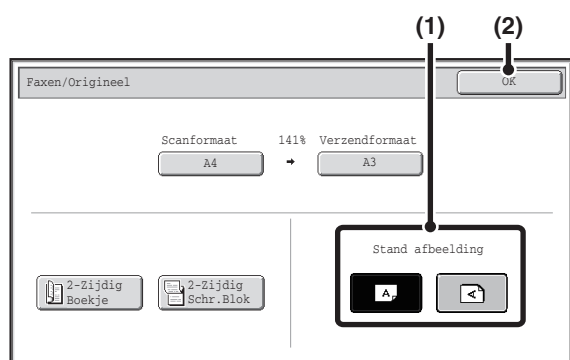 (1) (2)
Faxen/Origineel OK
Scanformaat 141% Verzendformaat
A4 → A3
Stand afbeelding
2-Zijdig 2-Zijdig
Boekje Schr.Blok
A A